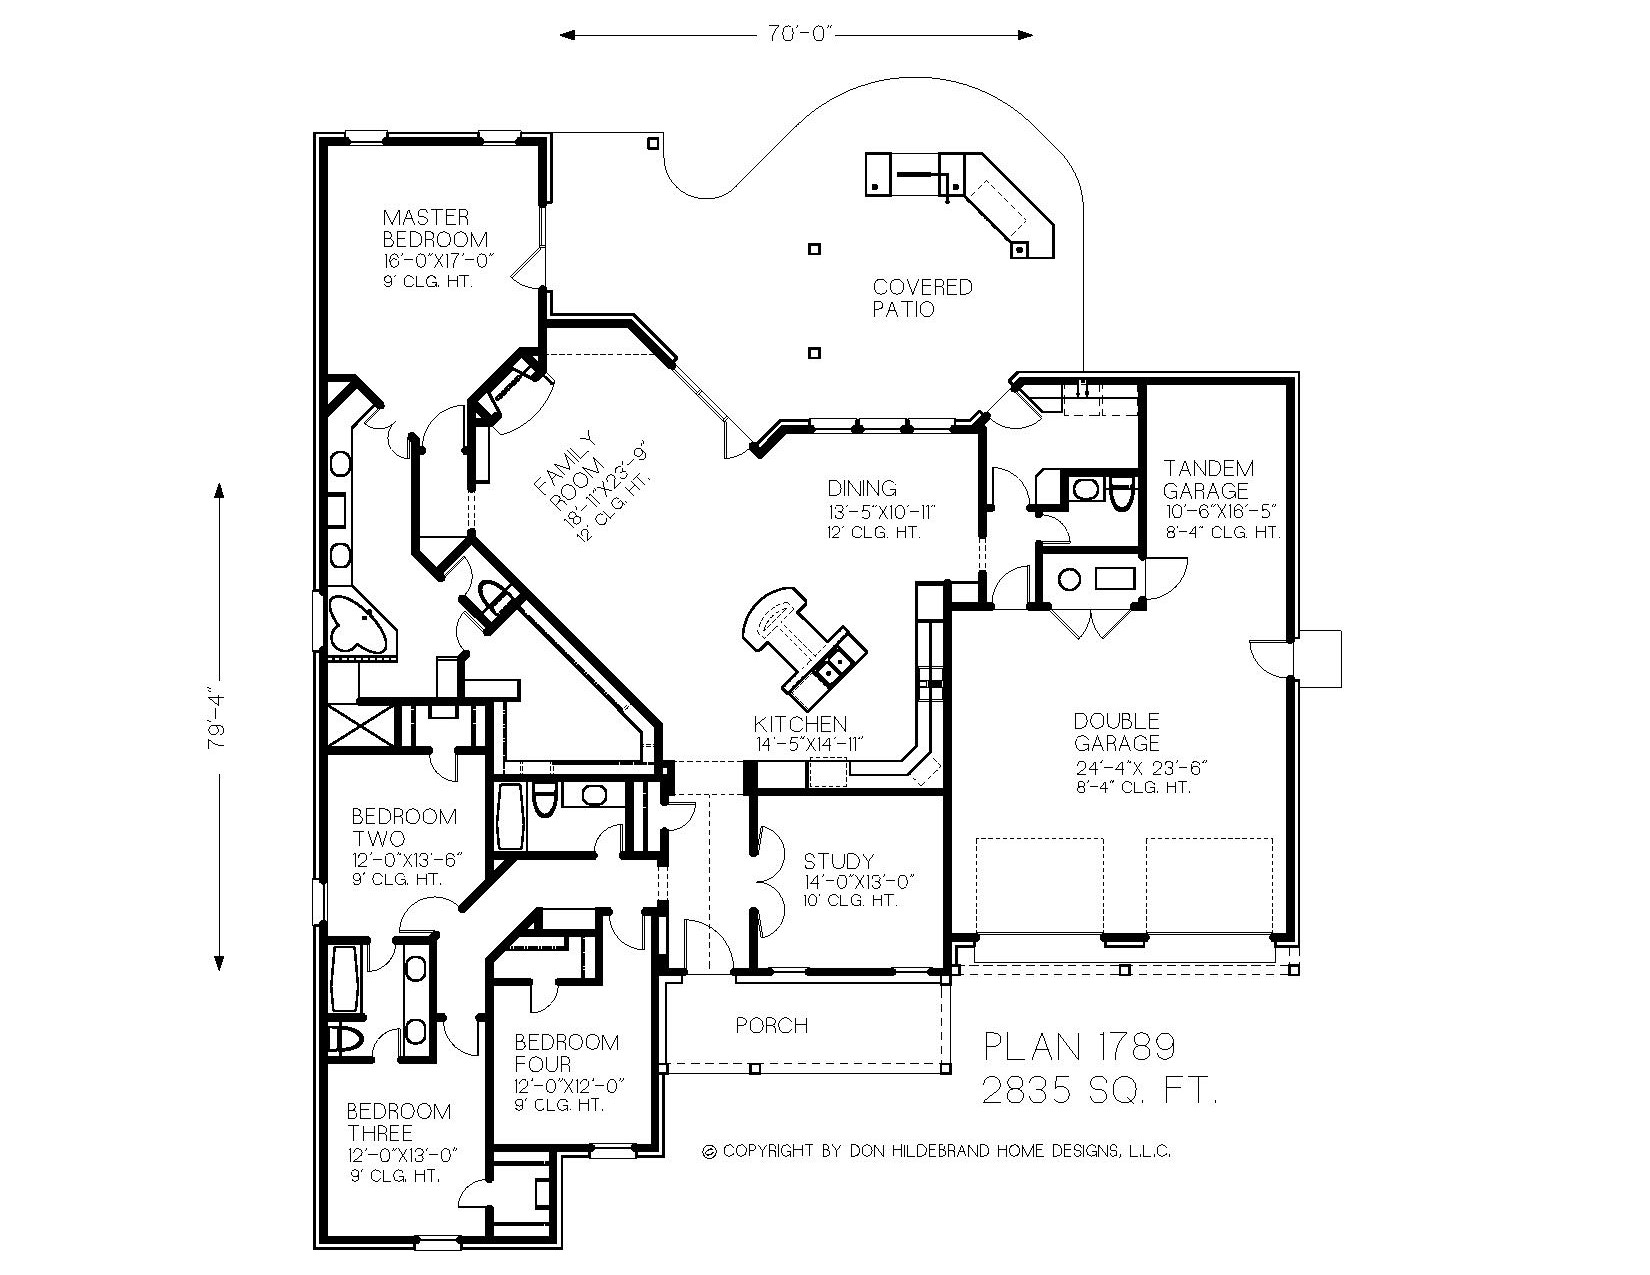 70'-0"
MASTER
BEDROOM
16'-0"X17'-0"
9' CLG. HT.
COVERED
PATIO
FAMILY
ROOM
18'-11"X23'-9"
12' CLG. HT.
DINING
13'-5"X10'-11"
12' CLG. HT.
TANDEM
GARAGE
10'-6"X16'-5"
8'-4" CLG. HT.
79'-4"
KITCHEN
14'-5"X14'-11"
DOUBLE
GARAGE
24'-4"X 23'-6"
8'-4" CLG. HT.
BEDROOM
TWO
12'-0"X13'-6"
9' CLG. HT.
STUDY
14'-0"X13'-0"
10' CLG. HT.
PORCH
BEDROOM
FOUR
12'-0"X12'-0"
9' CLG. HT.
BEDROOM
THREE
12'-0"X13'-0"
9' CLG. HT.
PLAN 1789
2835 SQ. FT.
© COPYRIGHT BY DON HILDEBRAND HOME DESIGNS, L.L.C.